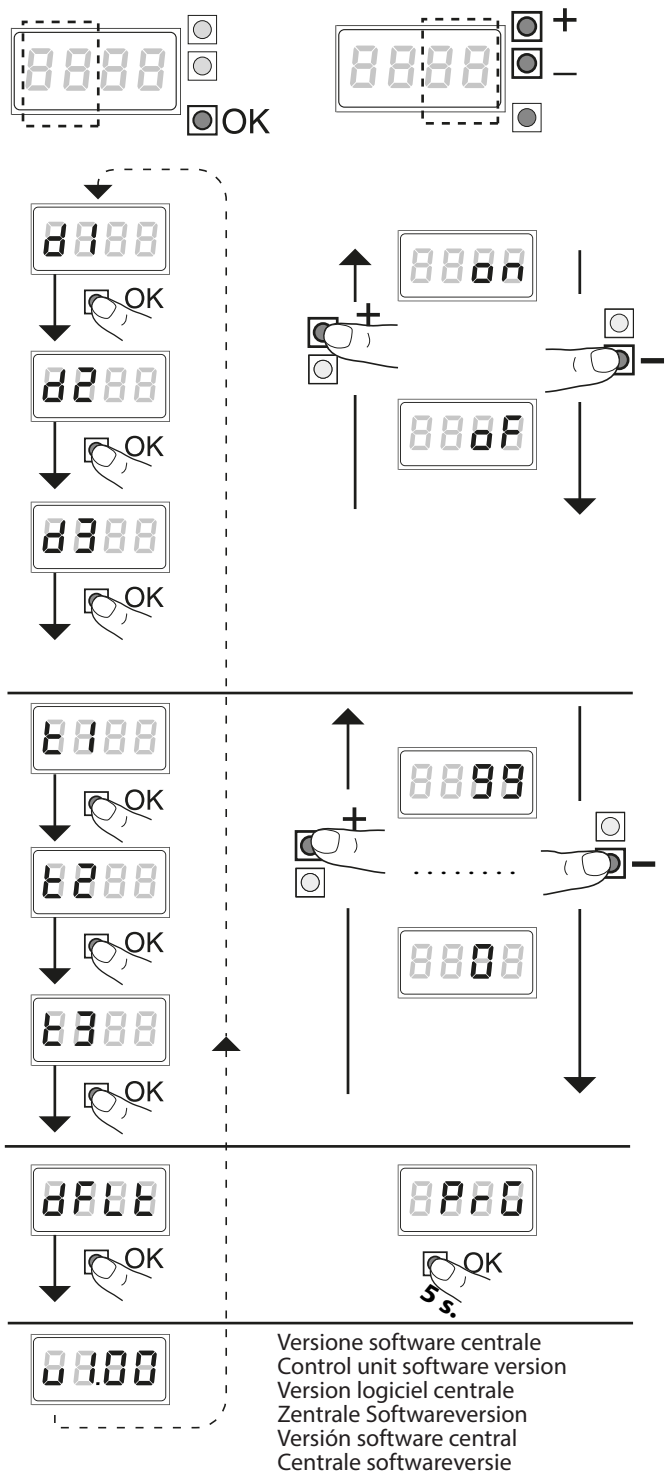 OK
+
–
d1
OK
d2
OK
d3
OK
on
+
–
oF
t1
OK
t2
OK
t3
OK
99
+
–
........
0
dFLt
OK
PrG
OK
5 s.
u1.00
Versione software centrale
Control unit software version
Version logiciel centrale
Zentrale Softwareversion
Versión software central
Centrale softwareversie